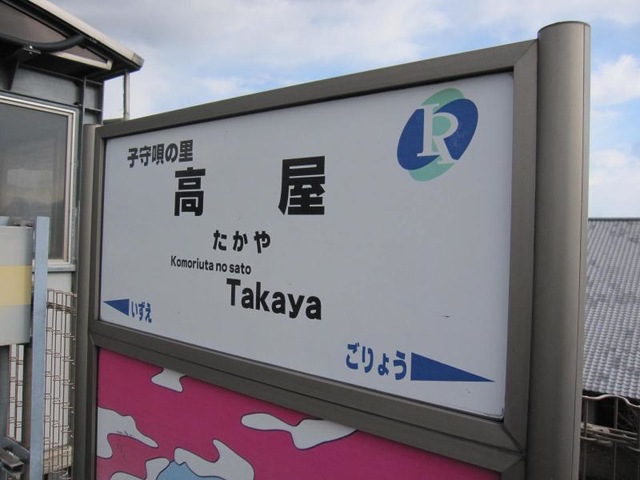 子守唄の里
高屋
たかや
Komoriuta no sato
Takaya
いずえ
ごりょう
IR